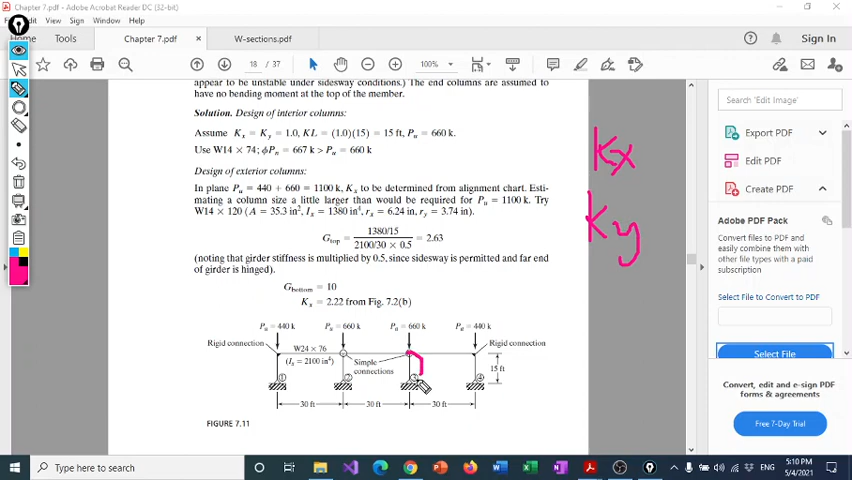 Chapter 7.pdf - Adobe Acrobat Reader DC (32-bit)
View Sign Window Help
Home Tools Chapter 7.pdf × W-sections.pdf Sign In
18 / 37 100%
appear to be unstable under sidesway conditions.) The end columns are assumed to
have no bending moment at the top of the member.
Solution. Design of interior columns:
Assume Kx = Ky = 1.0, KL = (1.0)(15) = 15 ft, Pu = 660 k.
Use W14 × 74; ϕPn = 667 k > Pu = 660 k
Design of exterior columns:
In plane Pu = 440 + 660 = 1100 k, Kx to be determined from alignment chart. Esti-
mating a column size a little larger than would be required for Pu = 1100 k. Try
W14 × 120 (A = 35.3 in², Ix = 1380 in⁴, rx = 6.24 in, ry = 3.74 in).
Gtop = 1380/15 / 2100/30 × 0.5 = 2.63
(noting that girder stiffness is multiplied by 0.5, since sidesway is permitted and far end
of girder is hinged).
Gbottom = 10
Kx = 2.22 from Fig. 7.2(b)
Pu = 440 k Pu = 660 k Pu = 660 k Pu = 440 k
Rigid connection W24 × 76 Rigid connection
(Ix = 2100 in⁴) Simple
connections 15 ft
1 2 3 4
30 ft 30 ft 30 ft
FIGURE 7.11
kx
ky
Search 'Edit Image'
Export PDF
Edit PDF
Create PDF
Adobe PDF Pack
Convert files to PDF and
easily combine them with
other file types with a paid
subscription
Select File to Convert to PDF
Select File
Convert, edit and e-sign PDF
forms & agreements
Free 7-Day Trial
Type here to search
ENG
5:10 PM
5/4/2021